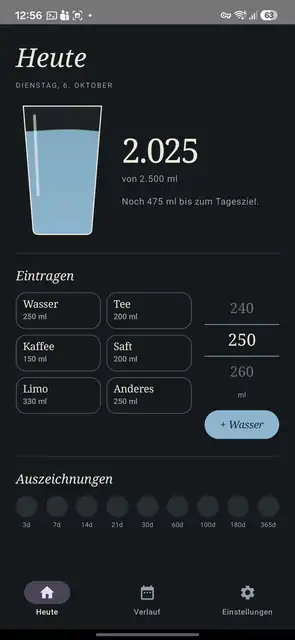 12:56
63
Heute
DIENSTAG, 6. OKTOBER
2.025
von 2.500 ml
Noch 475 ml bis zum Tagesziel.
Eintragen
Wasser
250 ml
Tee
200 ml
Kaffee
150 ml
Saft
200 ml
Limo
330 ml
Anderes
250 ml
240
250
260
ml
+ Wasser
Auszeichnungen
3d 7d 14d 21d 30d 60d 100d 180d 365d
Heute Verlauf Einstellungen